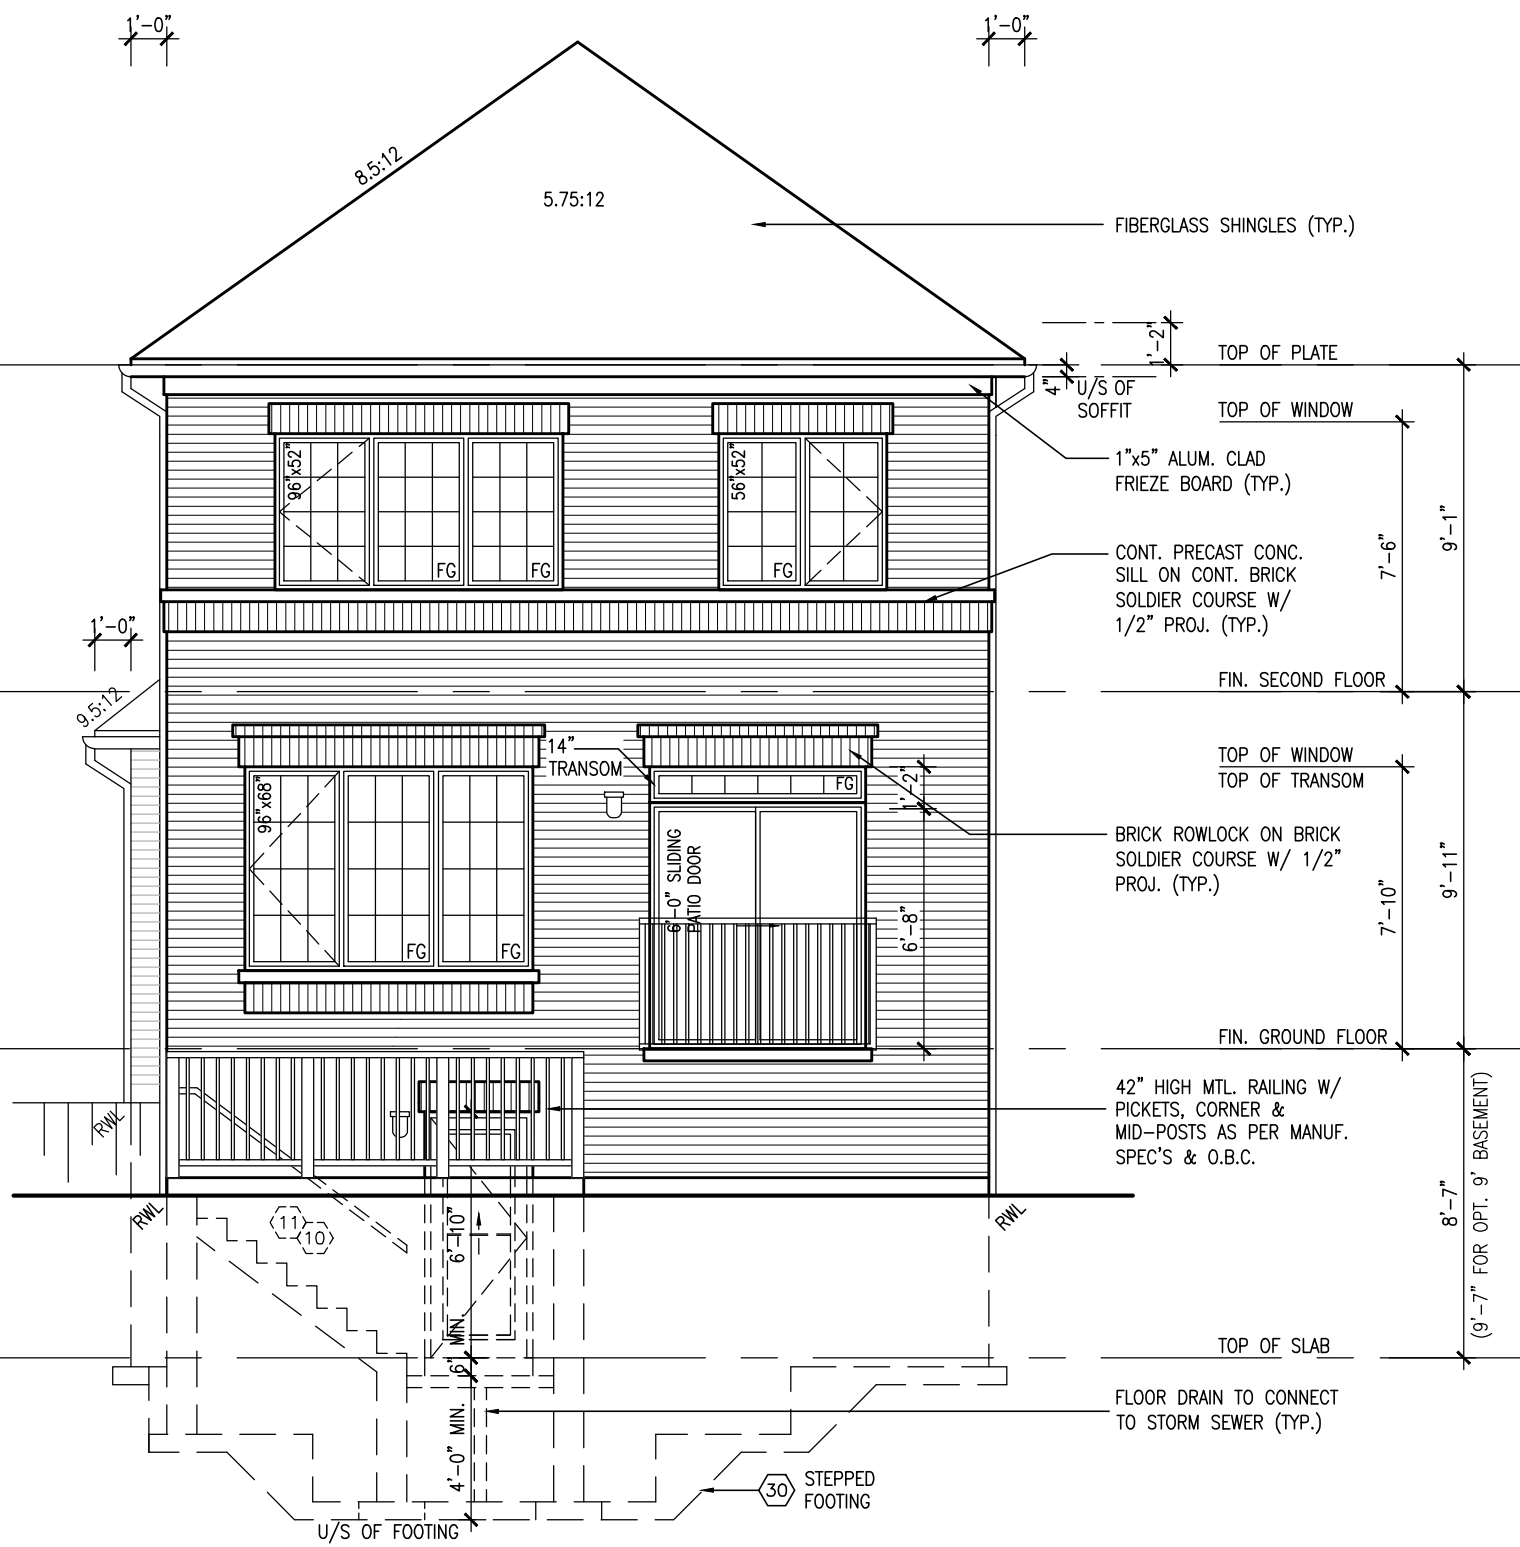 1'-0"
1'-0"
8.5:12
5.75:12
FIBERGLASS SHINGLES (TYP.)
1'-2"
TOP OF PLATE
4"
U/S OF
SOFFIT
TOP OF WINDOW
96"x52"
56"x52"
1"x5" ALUM. CLAD
FRIEZE BOARD (TYP.)
FG
FG
FG
9'-1"
7'-6"
CONT. PRECAST CONC.
SILL ON CONT. BRICK
SOLDIER COURSE W/
1/2" PROJ. (TYP.)
1'-0"
9.5:12
FIN. SECOND FLOOR
14"
TRANSOM
TOP OF WINDOW
TOP OF TRANSOM
96"x68"
FG
1'-2"
BRICK ROWLOCK ON BRICK
SOLDIER COURSE W/ 1/2"
PROJ. (TYP.)
6'-0" SLIDING
PATIO DOOR
6'-8"
7'-10"
9'-11"
FG
FG
FIN. GROUND FLOOR
42" HIGH MTL. RAILING W/
PICKETS, CORNER &
MID-POSTS AS PER MANUF.
SPEC'S & O.B.C.
RWL
RWL
RWL
11
10
6'-10"
8'-7"
(9'-7" FOR OPT. 9' BASEMENT)
6" MIN.
TOP OF SLAB
4'-0" MIN.
FLOOR DRAIN TO CONNECT
TO STORM SEWER (TYP.)
30
STEPPED
FOOTING
U/S OF FOOTING